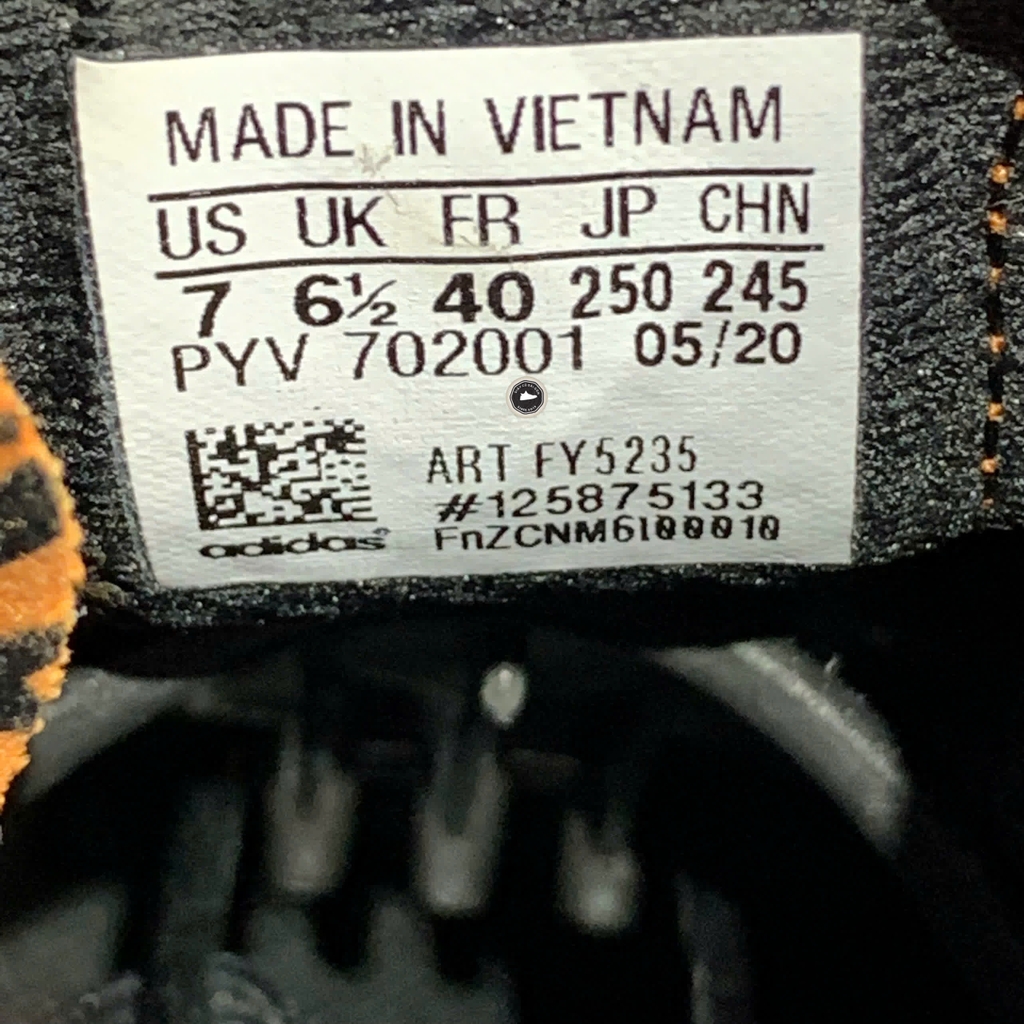 MADE IN VIETNAM
US UK FR JP CHN
7 6½ 40 250 245
PYV 702001 05/20
ART FY5235
#125875133
FnZCNM6I000010
adidas